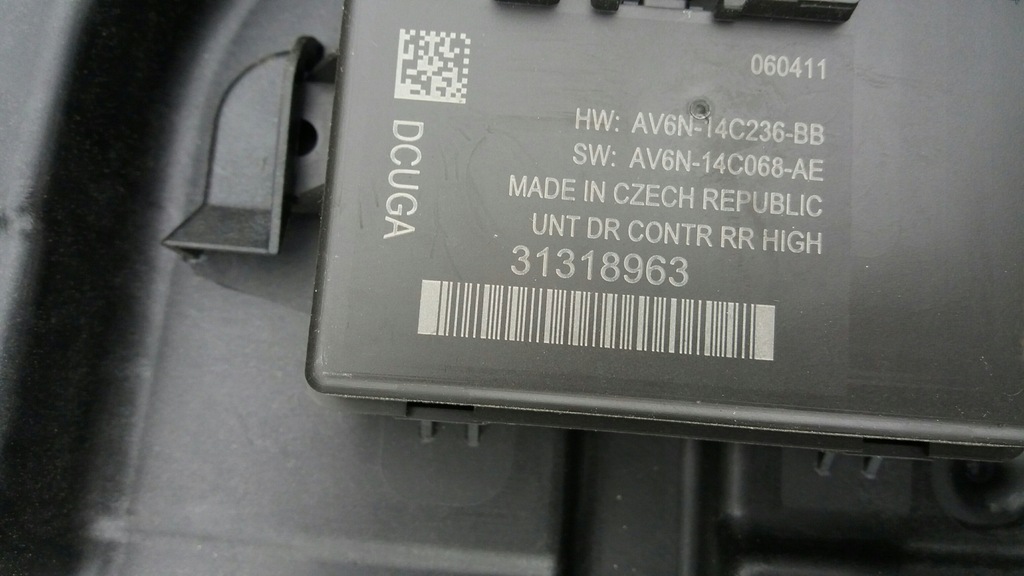 060411
HW: AV6N-14C236-BB
SW: AV6N-14C068-AE
MADE IN CZECH REPUBLIC
UNT DR CONTR RR HIGH
31318963
DCUGA